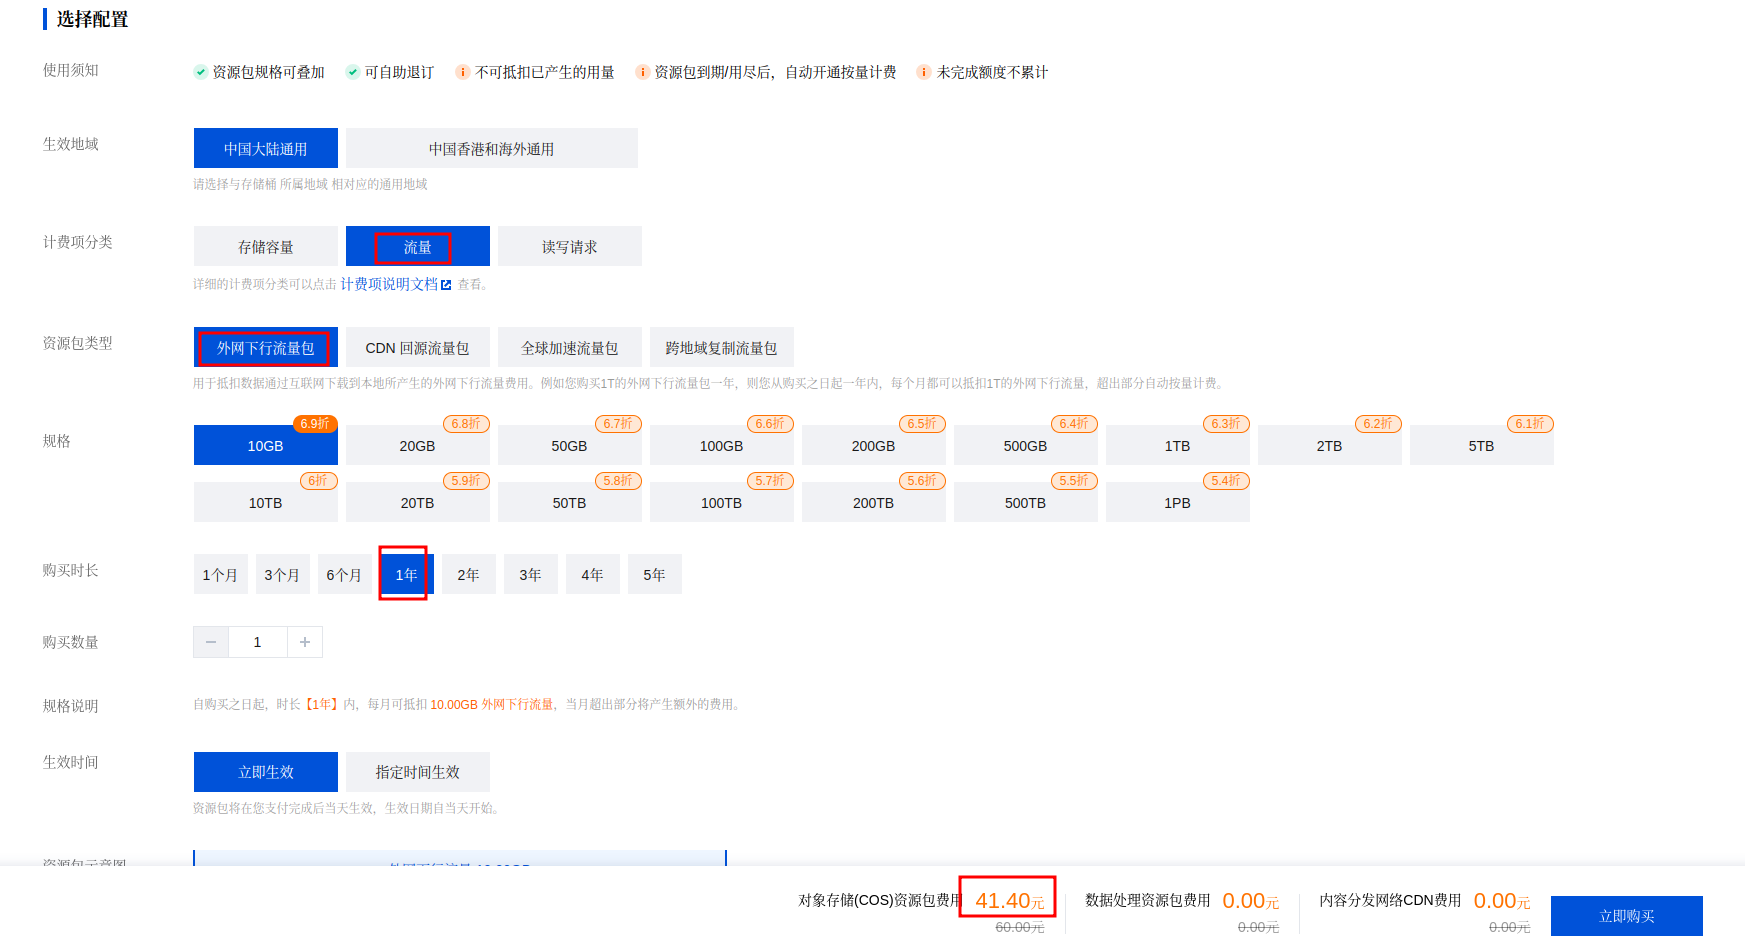 选择配置
使用须知
资源包规格可叠加 可自助退订 不可抵扣已产生的用量 资源包到期/用尽后，自动开通按量计费 未完成额度不累计
生效地域
中国大陆通用 中国香港和海外通用
请选择与存储桶 所属地域 相对应的通用地域
计费项分类
存储容量 流量 读写请求
详细的计费项分类可以点击 计费项说明文档 查看。
资源包类型
外网下行流量包 CDN 回源流量包 全球加速流量包 跨地域复制流量包
用于抵扣数据通过互联网下载到本地所产生的外网下行流量费用。例如您购买1T的外网下行流量包一年，则您从购买之日起一年内，每个月都可以抵扣1T的外网下行流量，超出部分自动按量计费。
规格
6.9折 6.8折 6.7折 6.6折 6.5折 6.4折 6.3折 6.2折 6.1折
10GB 20GB 50GB 100GB 200GB 500GB 1TB 2TB 5TB
6折 5.9折 5.8折 5.7折 5.6折 5.5折 5.4折
10TB 20TB 50TB 100TB 200TB 500TB 1PB
购买时长
1个月 3个月 6个月 1年 2年 3年 4年 5年
购买数量
1
规格说明
自购买之日起，时长【1年】内，每月可抵扣 10.00GB 外网下行流量，当月超出部分将产生额外的费用。
生效时间
立即生效 指定时间生效
资源包将在您支付完成后当天生效，生效日期自当天开始。
资源包示意图
外网下行流量 10.00GB
对象存储(COS)资源包费用 41.40元 数据处理资源包费用 0.00元 内容分发网络CDN费用 0.00元 立即购买
60.00元 0.00元 0.00元